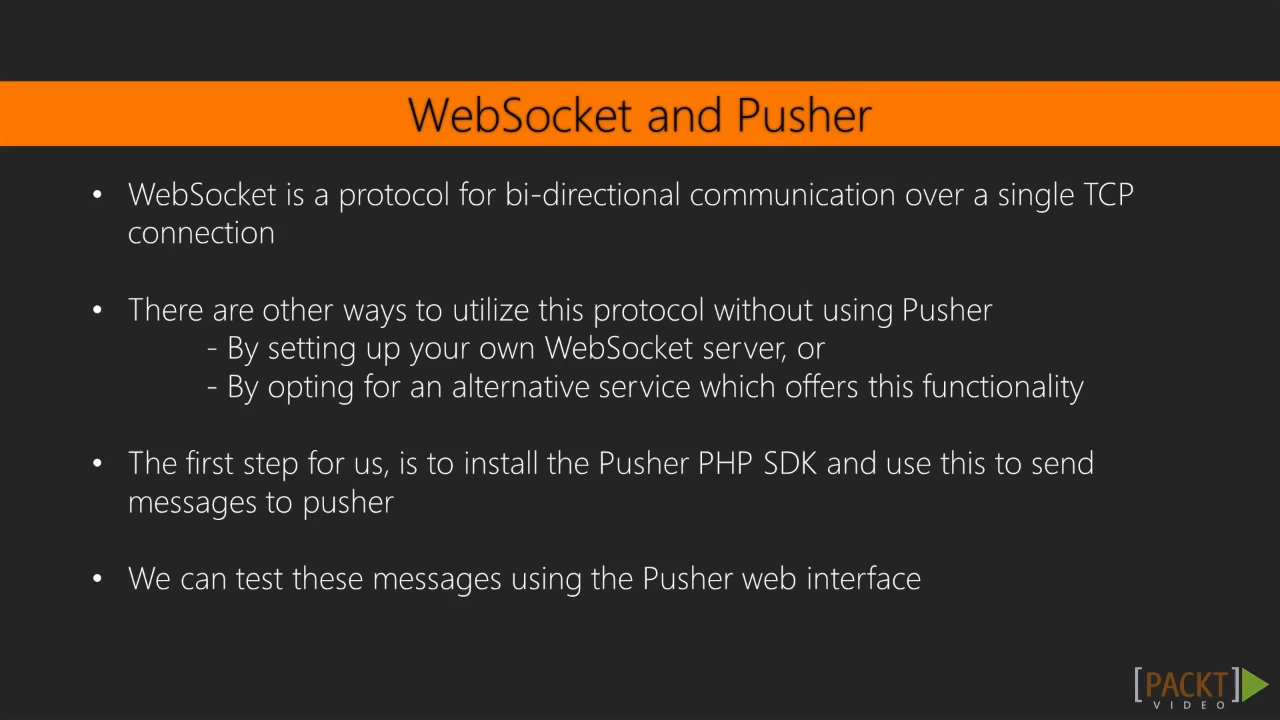 WebSocket and Pusher
• WebSocket is a protocol for bi-directional communication over a single TCP
connection
• There are other ways to utilize this protocol without using Pusher
- By setting up your own WebSocket server, or
- By opting for an alternative service which offers this functionality
• The first step for us, is to install the Pusher PHP SDK and use this to send
messages to pusher
• We can test these messages using the Pusher web interface
[PACKT]
VIDEO